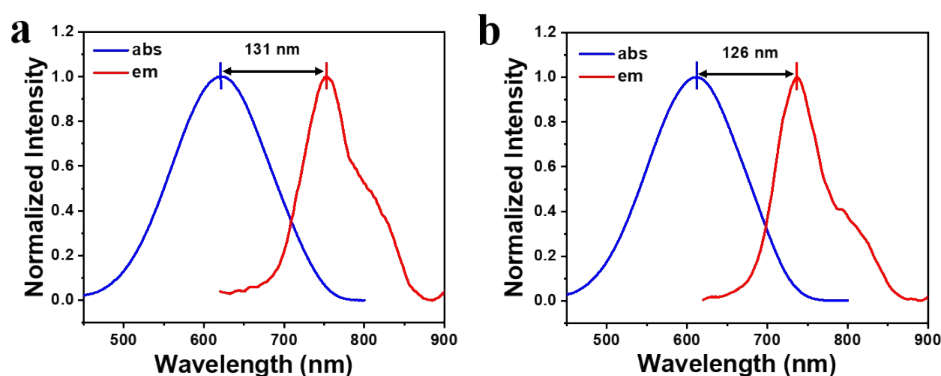 a
1.2
1.0
0.8
0.6
0.4
0.2
0.0
Normalized Intensity
abs
em
131 nm
500 600 700 800 900
Wavelength (nm)
b
1.2
1.0
0.8
0.6
0.4
0.2
0.0
Normalized Intensity
abs
em
126 nm
500 600 700 800 900
Wavelength (nm)